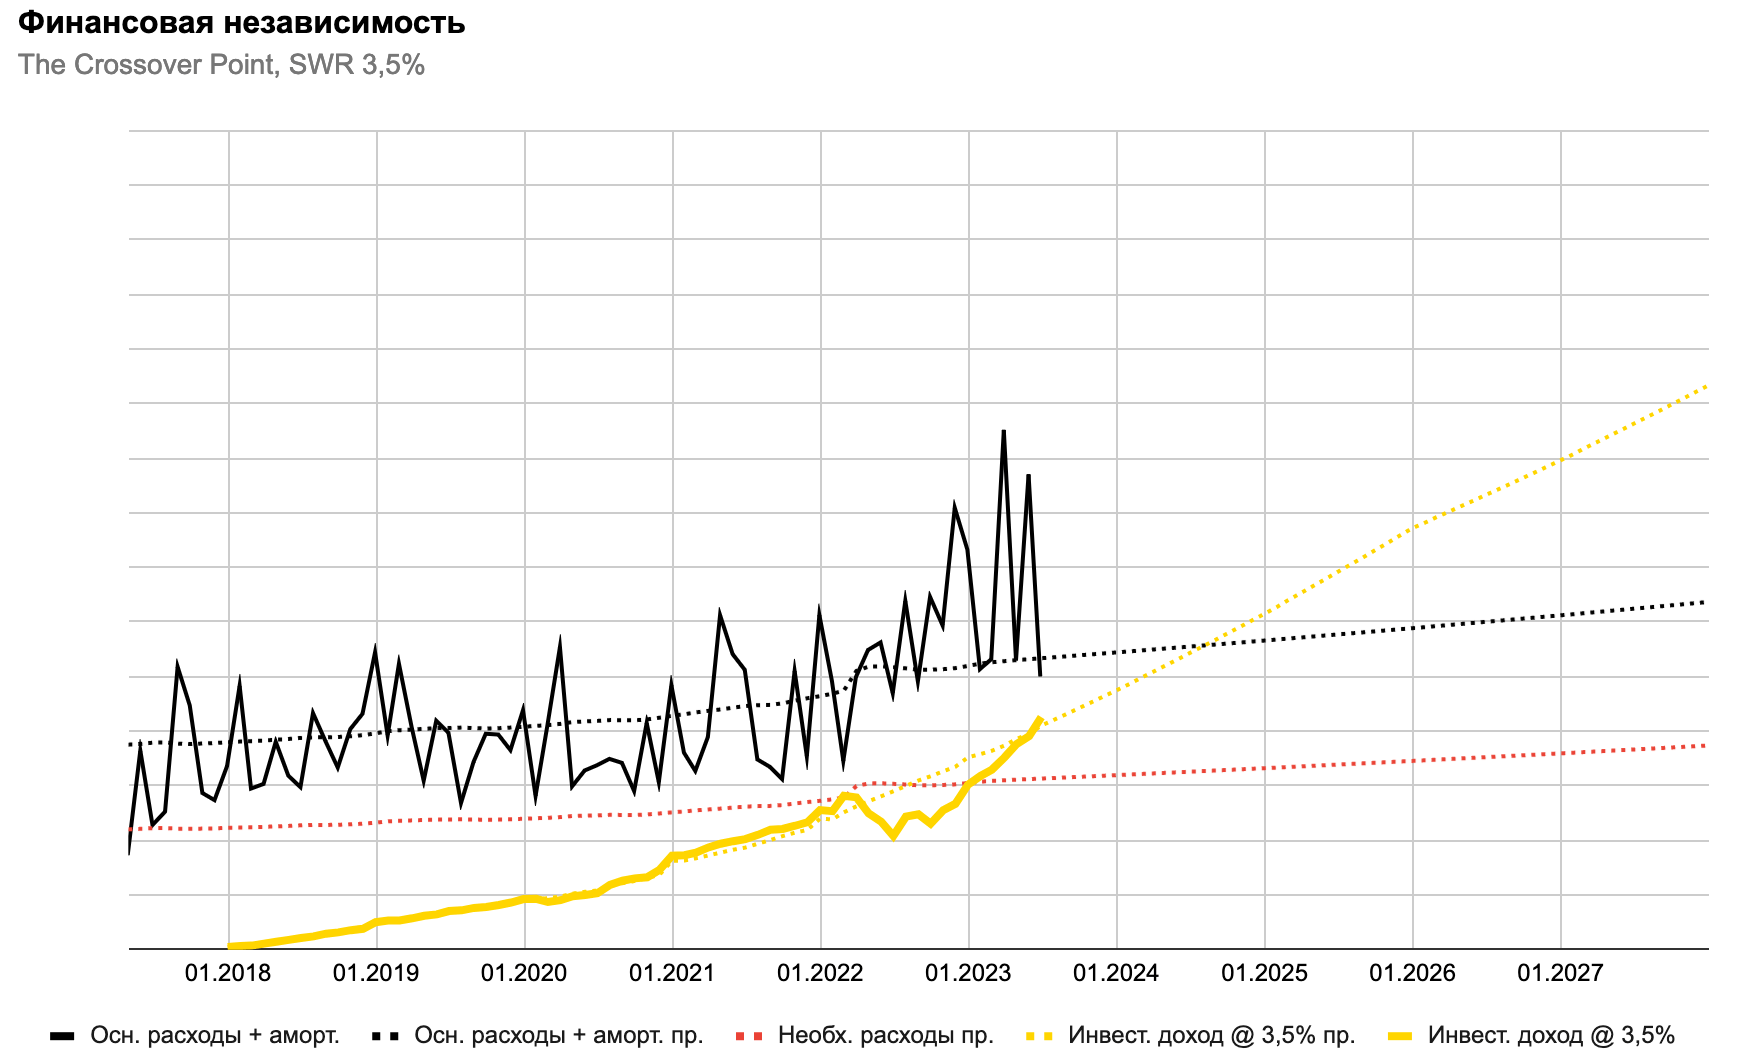 Финансовая независимость
The Crossover Point, SWR 3,5%
01.2018 01.2019 01.2020 01.2021 01.2022 01.2023 01.2024 01.2025 01.2026 01.2027
Осн. расходы + аморт. Осн. расходы + аморт. пр. Необх. расходы пр. Инвест. доход @ 3,5% пр. Инвест. доход @ 3,5%